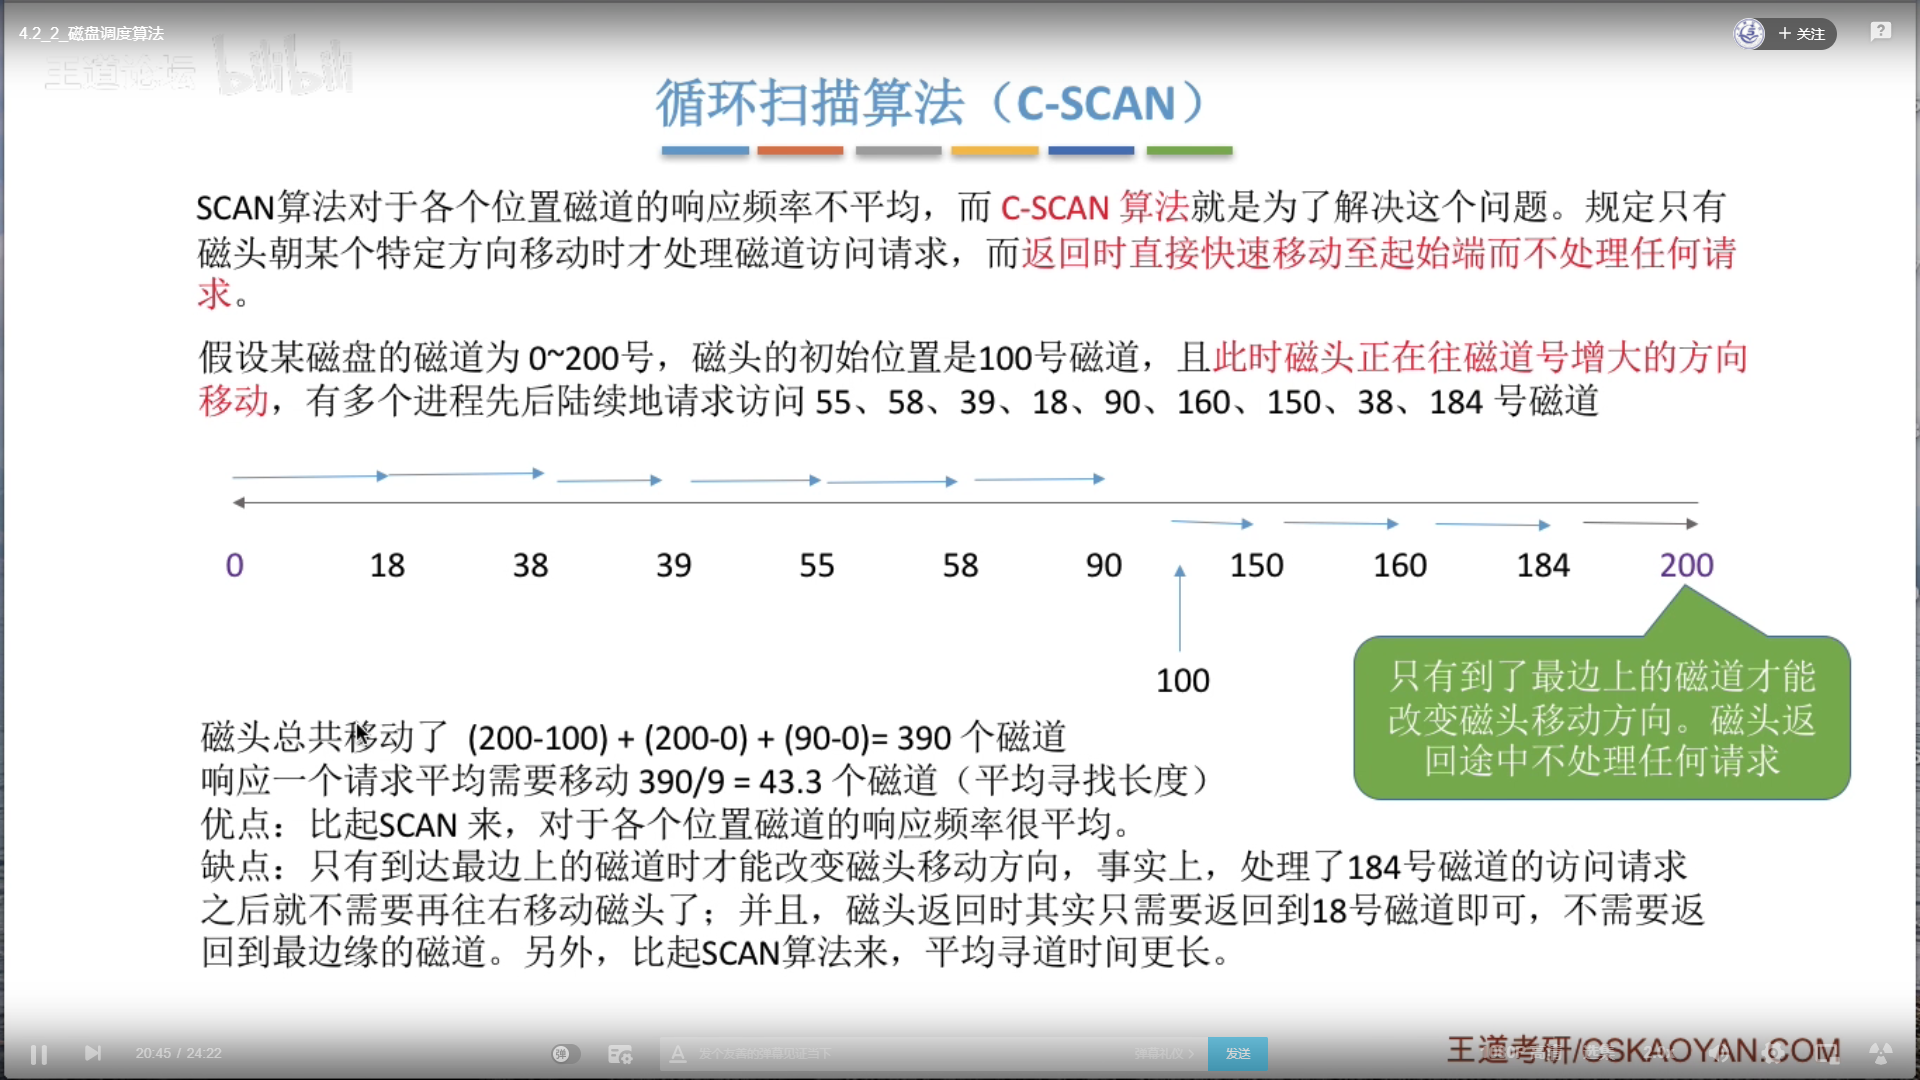 4.2_2_磁盘调度算法
+ 关注
王道论坛 bilibili
循环扫描算法（C-SCAN）
SCAN算法对于各个位置磁道的响应频率不平均，而 C-SCAN 算法就是为了解决这个问题。规定只有
磁头朝某个特定方向移动时才处理磁道访问请求，而返回时直接快速移动至起始端而不处理任何请
求。
假设某磁盘的磁道为 0~200号，磁头的初始位置是100号磁道，且此时磁头正在往磁道号增大的方向
移动，有多个进程先后陆续地请求访问 55、58、39、18、90、160、150、38、184 号磁道
0 18 38 39 55 58 90 150 160 184 200
100
只有到了最边上的磁道才能
改变磁头移动方向。磁头返
回途中不处理任何请求
磁头总共移动了 (200-100) + (200-0) + (90-0)= 390 个磁道
响应一个请求平均需要移动 390/9 = 43.3 个磁道（平均寻找长度）
优点：比起SCAN 来，对于各个位置磁道的响应频率很平均。
缺点：只有到达最边上的磁道时才能改变磁头移动方向，事实上，处理了184号磁道的访问请求
之后就不需要再往右移动磁头了；并且，磁头返回时其实只需要返回到18号磁道即可，不需要返
回到最边缘的磁道。另外，比起SCAN算法来，平均寻道时间更长。
20:45 / 24:22
弹
发个友善的弹幕见证当下
弹幕礼仪 >
发送
王道考研/CSKAOYAN.COM